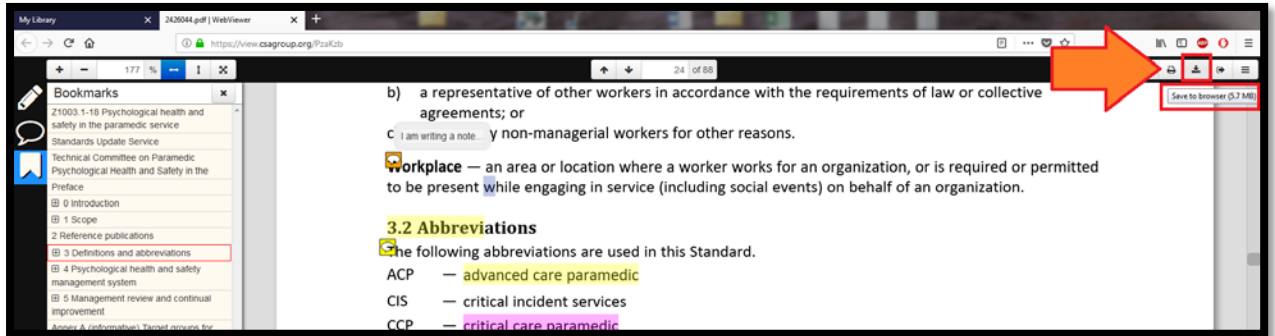 My Library
2426044.pdf | WebViewer
https://view.csagroup.org/PzaKzb
177 %
24 of 88
Save to browser (5.7 MB)
Bookmarks
Z1003.1-18 Psychological health and
safety in the paramedic service
Standards Update Service
Technical Committee on Paramedic
Psychological Health and Safety in the
Preface
0 Introduction
1 Scope
2 Reference publications
3 Definitions and abbreviations
4 Psychological health and safety
management system
5 Management review and continual
improvement
Annex A (informative) Target groups for
b) a representative of other workers in accordance with the requirements of law or collective
agreements; or
c
I am writing a note...
y non-managerial workers for other reasons.
Workplace — an area or location where a worker works for an organization, or is required or permitted
to be present while engaging in service (including social events) on behalf of an organization.
3.2 Abbreviations
The following abbreviations are used in this Standard.
ACP — advanced care paramedic
CIS — critical incident services
CCP — critical care paramedic